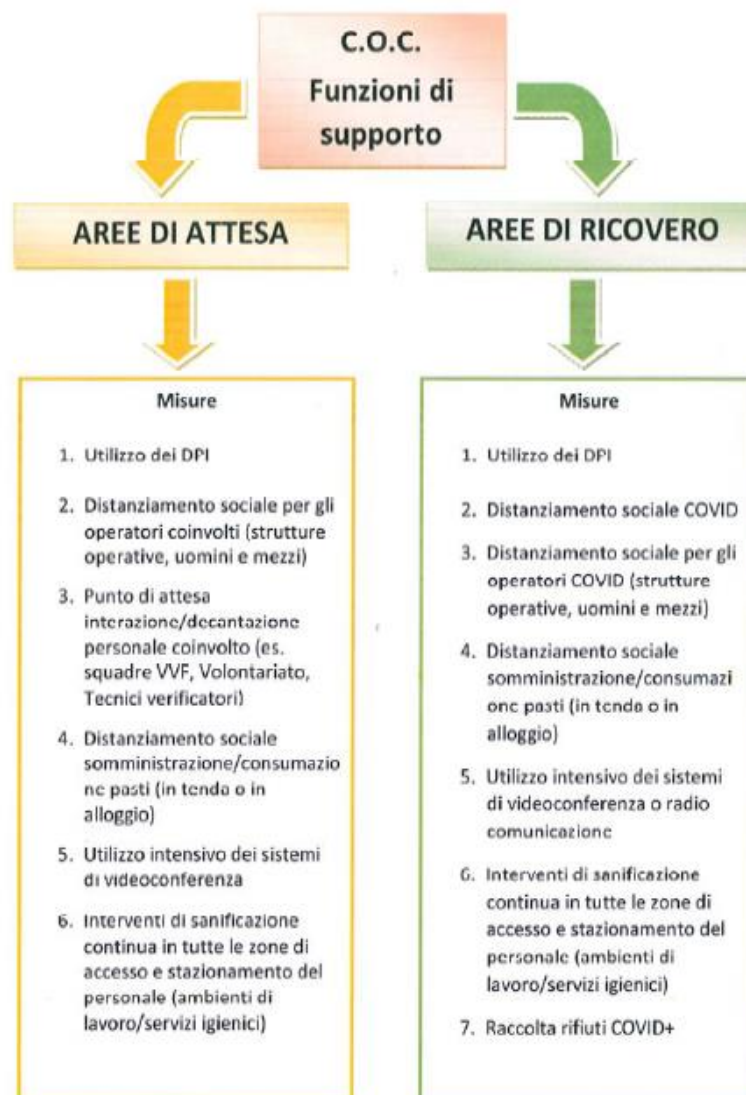 C.O.C.
Funzioni di
supporto
AREE DI ATTESA
Misure
1. Utilizzo dei DPI
2. Distanziamento sociale per gli
operatori coinvolti (strutture
operative, uomini e mezzi)
3. Punto di attesa
interazione/decantazione
personale coinvolto (es.
squadre VVF, Volontariato,
Tecnici verificatori)
4. Distanziamento sociale
somministrazione/consumazio
ne pasti (in tenda o in
alloggio)
5. Utilizzo intensivo dei sistemi
di videoconferenza
6. Interventi di sanificazione
continua in tutte le zone di
accesso e stazionamento del
personale (ambienti di
lavoro/servizi igienici)
AREE DI RICOVERO
Misure
1. Utilizzo dei DPI
2. Distanziamento sociale COVID
3. Distanziamento sociale per gli
operatori COVID (strutture
operative, uomini e mezzi)
4. Distanziamento sociale
somministrazione/consumazi
one pasti (in tenda o in
alloggio)
5. Utilizzo intensivo dei sistemi
di videoconferenza o radio
comunicazione
6. Interventi di sanificazione
continua in tutte le zone di
accesso e stazionamento del
personale (ambienti di
lavoro/servizi igienici)
7. Raccolta rifiuti COVID+